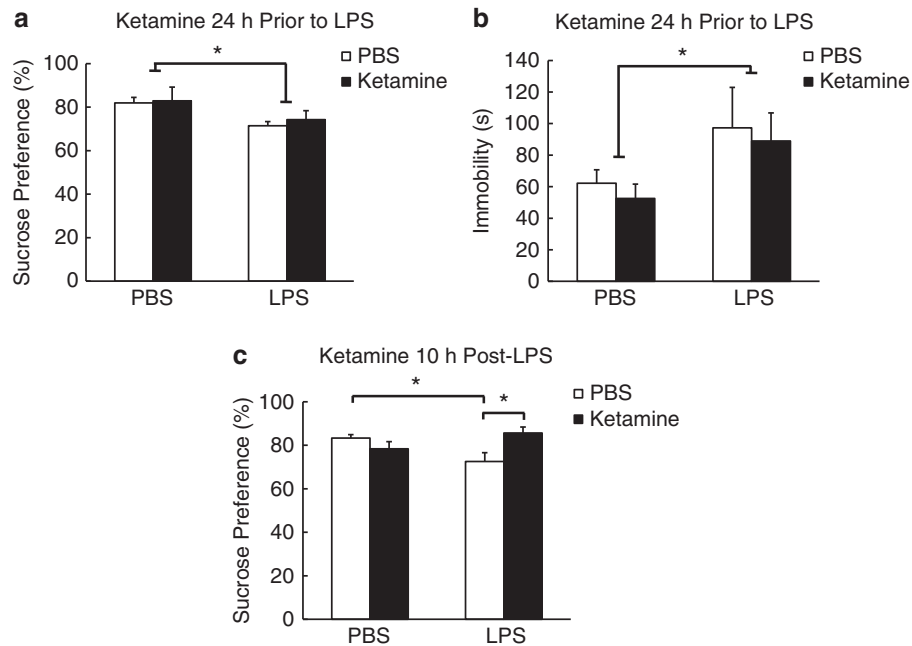 a Ketamine 24 h Prior to LPS
Sucrose Preference (%)
100
80
60
40
20
0
*
PBS
Ketamine
PBS LPS
b Ketamine 24 h Prior to LPS
Immobility (s)
140
120
100
80
60
40
20
0
*
PBS
Ketamine
PBS LPS
c Ketamine 10 h Post-LPS
Sucrose Preference (%)
100
80
60
40
20
0
* *
PBS
Ketamine
PBS LPS